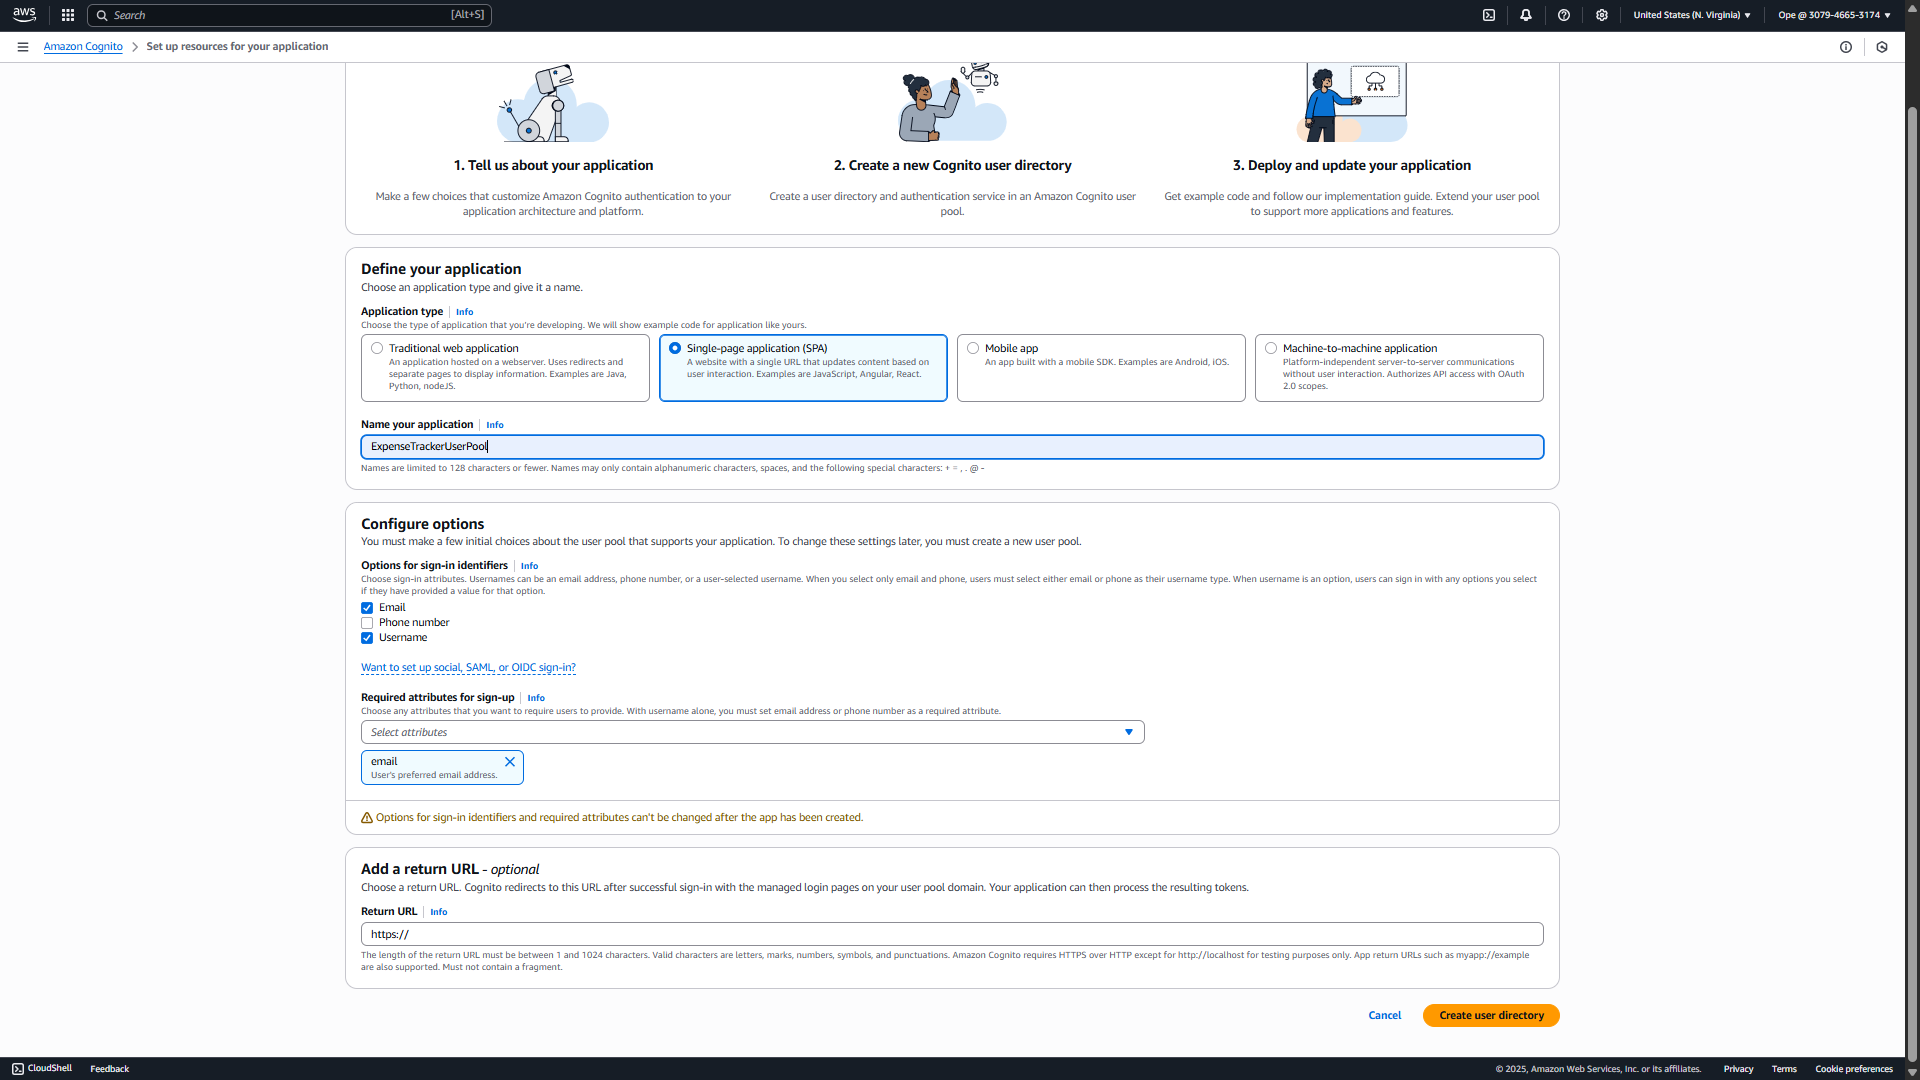 aws
Search [Alt+S]
United States (N. Virginia)
Ope @ 3079-4665-3174
Amazon Cognito
Set up resources for your application
1. Tell us about your application
Make a few choices that customize Amazon Cognito authentication to your
application architecture and platform.
2. Create a new Cognito user directory
Create a user directory and authentication service in an Amazon Cognito user
pool.
3. Deploy and update your application
Get example code and follow our implementation guide. Extend your user pool
to support more applications and features.
Define your application
Choose an application type and give it a name.
Application type Info
Choose the type of application that you're developing. We will show example code for application like yours.
Traditional web application
An application hosted on a webserver. Uses redirects and
separate pages to display information. Examples are Java,
Python, nodeJS.
Single-page application (SPA)
A website with a single URL that updates content based on
user interaction. Examples are JavaScript, Angular, React.
Mobile app
An app built with a mobile SDK. Examples are Android, iOS.
Machine-to-machine application
Platform-independent server-to-server communications
without user interaction. Authorizes API access with OAuth
2.0 scopes.
Name your application Info
ExpenseTrackerUserPool
Names are limited to 128 characters or fewer. Names may only contain alphanumeric characters, spaces, and the following special characters: + = , . @ -
Configure options
You must make a few initial choices about the user pool that supports your application. To change these settings later, you must create a new user pool.
Options for sign-in identifiers Info
Choose sign-in attributes. Usernames can be an email address, phone number, or a user-selected username. When you select only email and phone, users must select either email or phone as their username type. When username is an option, users can sign in with any options you select
if they have provided a value for that option.
Email
Phone number
Username
Want to set up social, SAML, or OIDC sign-in?
Required attributes for sign-up Info
Choose any attributes that you want to require users to provide. With username alone, you must set email address or phone number as a required attribute.
Select attributes
email
User's preferred email address.
Options for sign-in identifiers and required attributes can't be changed after the app has been created.
Add a return URL - optional
Choose a return URL. Cognito redirects to this URL after successful sign-in with the managed login pages on your user pool domain. Your application can then process the resulting tokens.
Return URL Info
https://
The length of the return URL must be between 1 and 1024 characters. Valid characters are letters, marks, numbers, symbols, and punctuations. Amazon Cognito requires HTTPS over HTTP except for http://localhost for testing purposes only. App return URLs such as myapp://example
are also supported. Must not contain a fragment.
Cancel
Create user directory
CloudShell
Feedback
© 2025, Amazon Web Services, Inc. or its affiliates.
Privacy
Terms
Cookie preferences